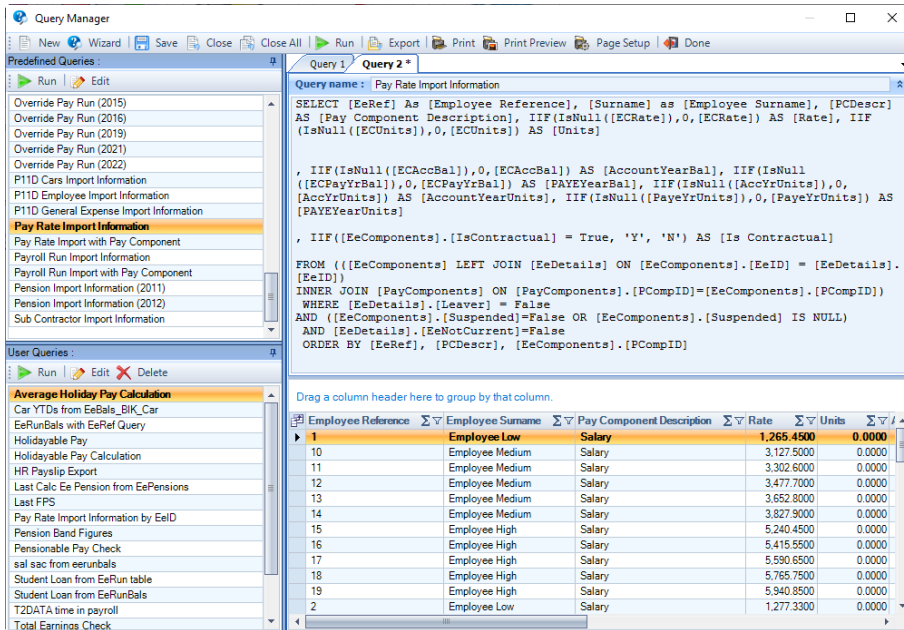 Query Manager
New Wizard Save Close Close All Run Export Print Print Preview Page Setup Done
Predefined Queries :
Run Edit
Override Pay Run (2015)
Override Pay Run (2016)
Override Pay Run (2019)
Override Pay Run (2021)
Override Pay Run (2022)
P11D Cars Import Information
P11D Employee Import Information
P11D General Expense Import Information
Pay Rate Import Information
Pay Rate Import with Pay Component
Payroll Run Import Information
Payroll Run Import with Pay Component
Pension Import Information (2011)
Pension Import Information (2012)
Sub Contractor Import Information
User Queries :
Run Edit Delete
Average Holiday Pay Calculation
Car YTDs from EeBals_BIK_Car
EeRunBals with EeRef Query
Holidayable Pay
Holidayable Pay Calculation
HR Payslip Export
Last Calc Ee Pension from EePensions
Last FPS
Pay Rate Import Information by EeID
Pension Band Figures
Pensionable Pay Check
sal sac from eerunbals
Student Loan from EeRun table
Student Loan from EeRunBals
T2DATA time in payroll
Total Earnings Check
Query 1 Query 2 *
Query name : Pay Rate Import Information
SELECT [EeRef] As [Employee Reference], [Surname] as [Employee Surname], [PCDescr]
AS [Pay Component Description], IIF(IsNull([ECRate]),0,[ECRate]) AS [Rate], IIF
(IsNull([ECUnits]),0,[ECUnits]) AS [Units]
, IIF(IsNull([ECAccBal]),0,[ECAccBal]) AS [AccountYearBal], IIF(IsNull
([ECPayYrBal]),0,[ECPayYrBal]) AS [PAYEYearBal], IIF(IsNull([AccYrUnits]),0,
[AccYrUnits]) AS [AccountYearUnits], IIF(IsNull([PayeYrUnits]),0,[PayeYrUnits]) AS
[PAYEYearUnits]
, IIF([EeComponents].[IsContractual] = True, 'Y', 'N') AS [Is Contractual]
FROM (([EeComponents] LEFT JOIN [EeDetails] ON [EeComponents].[EeID] = [EeDetails].
[EeID])
INNER JOIN [PayComponents] ON [PayComponents].[PCompID]=[EeComponents].[PCompID])
WHERE [EeDetails].[Leaver] = False
AND ([EeComponents].[Suspended]=False OR [EeComponents].[Suspended] IS NULL)
AND [EeDetails].[EeNotCurrent]=False
ORDER BY [EeRef], [PCDescr], [EeComponents].[PCompID]
Drag a column header here to group by that column.
Employee Reference Σ Employee Surname Σ Pay Component Description Σ Rate Σ Units Σ
1 Employee Low Salary 1,265.4500 0.0000
10 Employee Medium Salary 3,127.5000 0.0000
11 Employee Medium Salary 3,302.6000 0.0000
12 Employee Medium Salary 3,477.7000 0.0000
13 Employee Medium Salary 3,652.8000 0.0000
14 Employee Medium Salary 3,827.9000 0.0000
15 Employee High Salary 5,240.4500 0.0000
16 Employee High Salary 5,415.5500 0.0000
17 Employee High Salary 5,590.6500 0.0000
18 Employee High Salary 5,765.7500 0.0000
19 Employee High Salary 5,940.8500 0.0000
2 Employee Low Salary 1,277.3300 0.0000